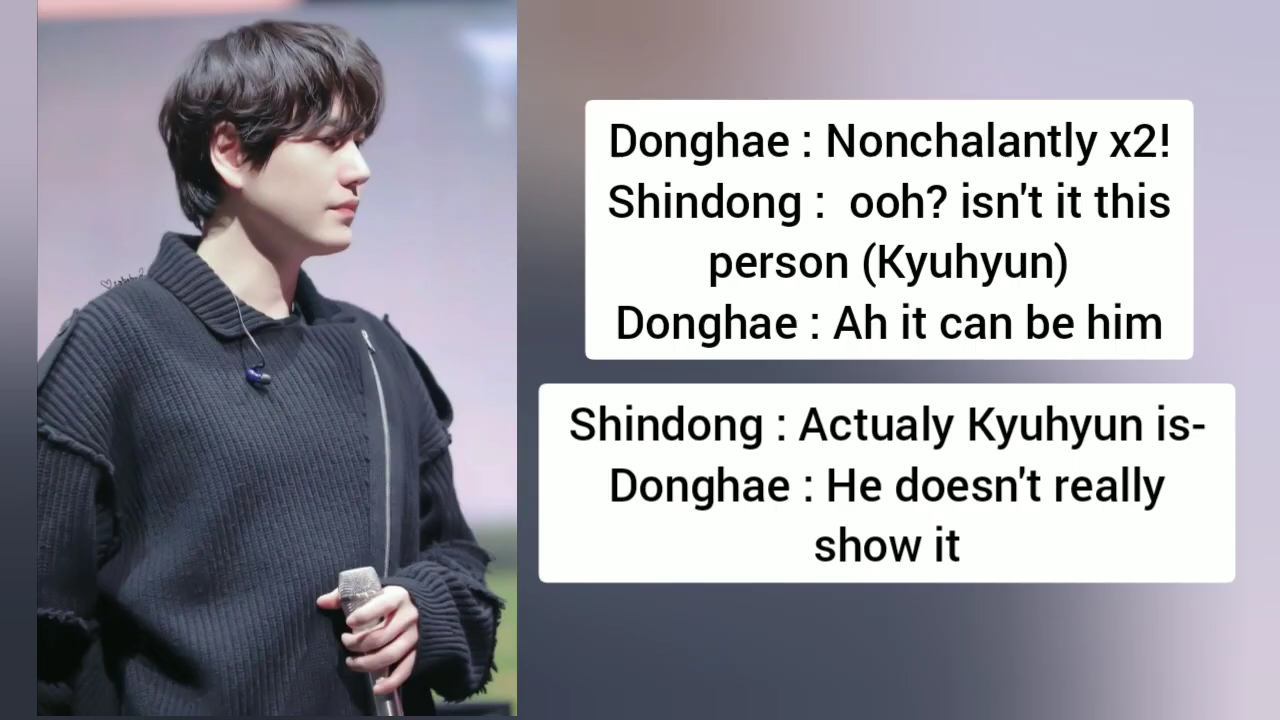 Donghae : Nonchalantly x2!
Shindong :  ooh? isn't it this
person (Kyuhyun)
Donghae : Ah it can be him
Shindong : Actualy Kyuhyun is-
Donghae : He doesn't really
show it